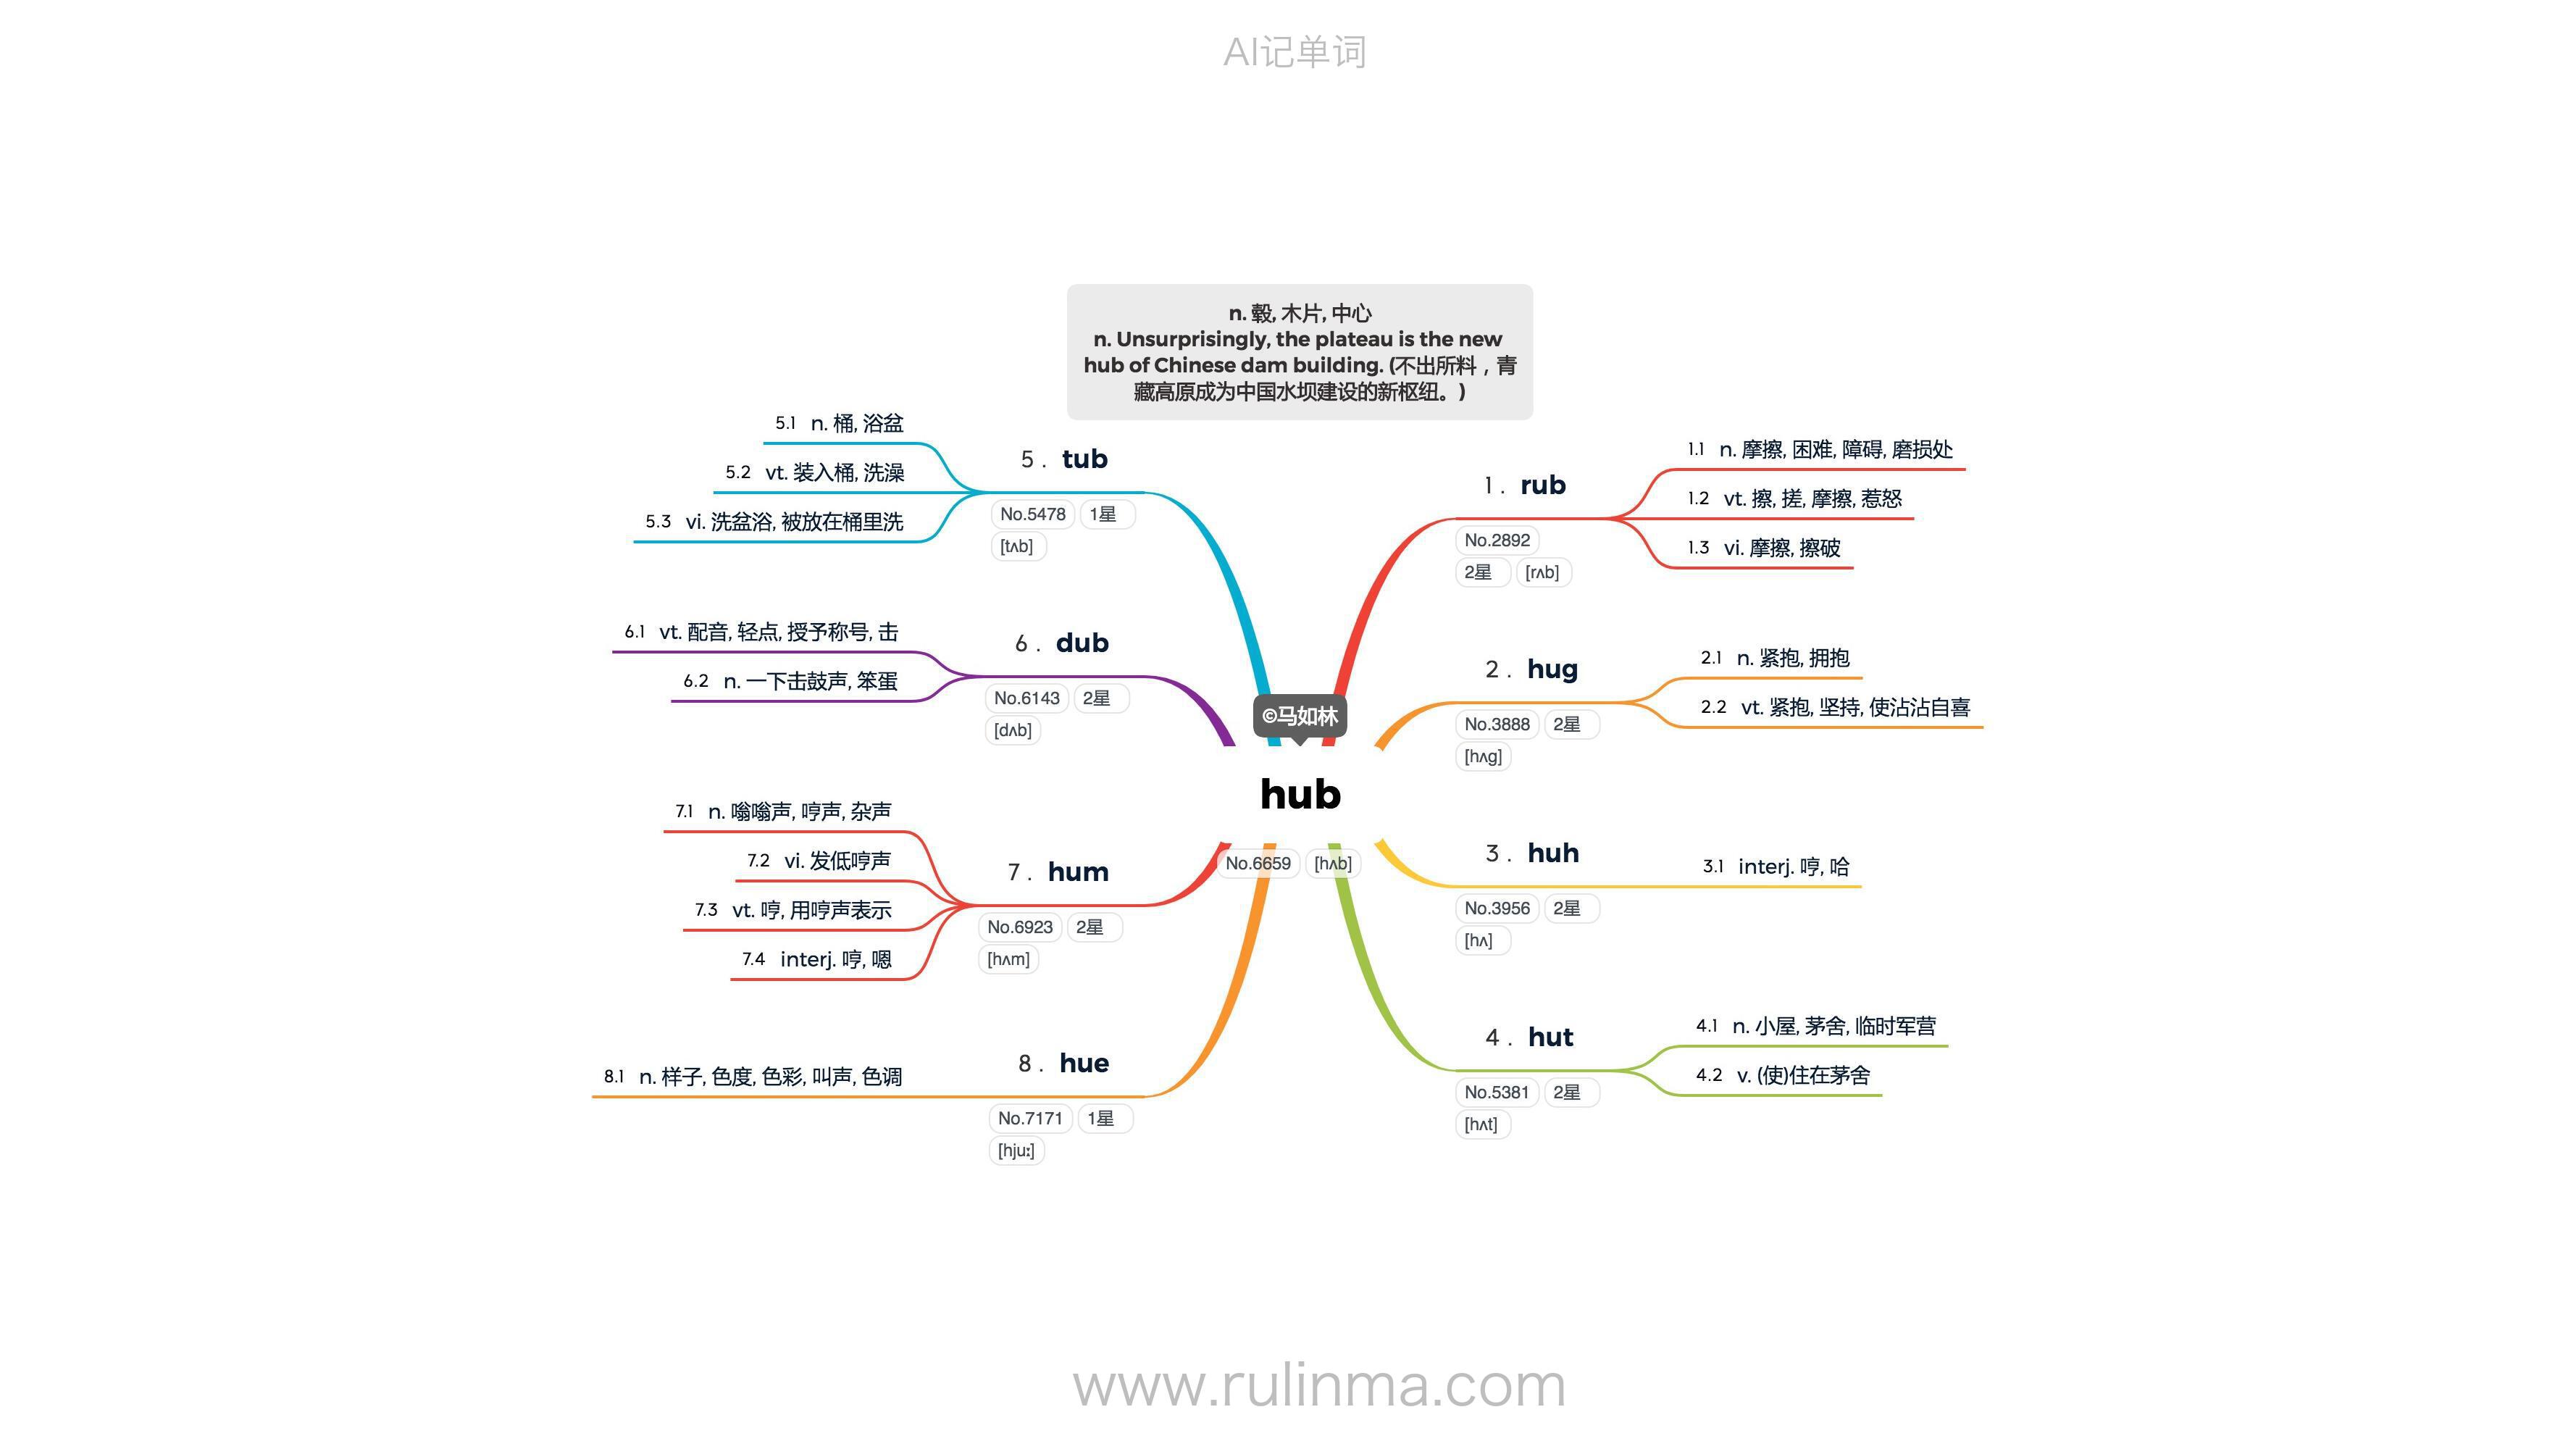 AI记单词
n. 毂, 木片, 中心
n. Unsurprisingly, the plateau is the new
hub of Chinese dam building. (不出所料，青
藏高原成为中国水坝建设的新枢纽。)
©马如林
hub
No.6659 [hʌb]
1 . rub
No.2892
2星 [rʌb]
1.1 n. 摩擦, 困难, 障碍, 磨损处
1.2 vt. 擦, 搓, 摩擦, 惹怒
1.3 vi. 摩擦, 擦破
2 . hug
No.3888 2星
[hʌg]
2.1 n. 紧抱, 拥抱
2.2 vt. 紧抱, 坚持, 使沾沾自喜
3 . huh
No.3956 2星
[hʌ]
3.1 interj. 哼, 哈
4 . hut
No.5381 2星
[hʌt]
4.1 n. 小屋, 茅舍, 临时军营
4.2 v. (使)住在茅舍
5 . tub
No.5478 1星
[tʌb]
5.1 n. 桶, 浴盆
5.2 vt. 装入桶, 洗澡
5.3 vi. 洗盆浴, 被放在桶里洗
6 . dub
No.6143 2星
[dʌb]
6.1 vt. 配音, 轻点, 授予称号, 击
6.2 n. 一下击鼓声, 笨蛋
7 . hum
No.6923 2星
[hʌm]
7.1 n. 嗡嗡声, 哼声, 杂声
7.2 vi. 发低哼声
7.3 vt. 哼, 用哼声表示
7.4 interj. 哼, 嗯
8 . hue
No.7171 1星
[hju:]
8.1 n. 样子, 色度, 色彩, 叫声, 色调
www.rulinma.com